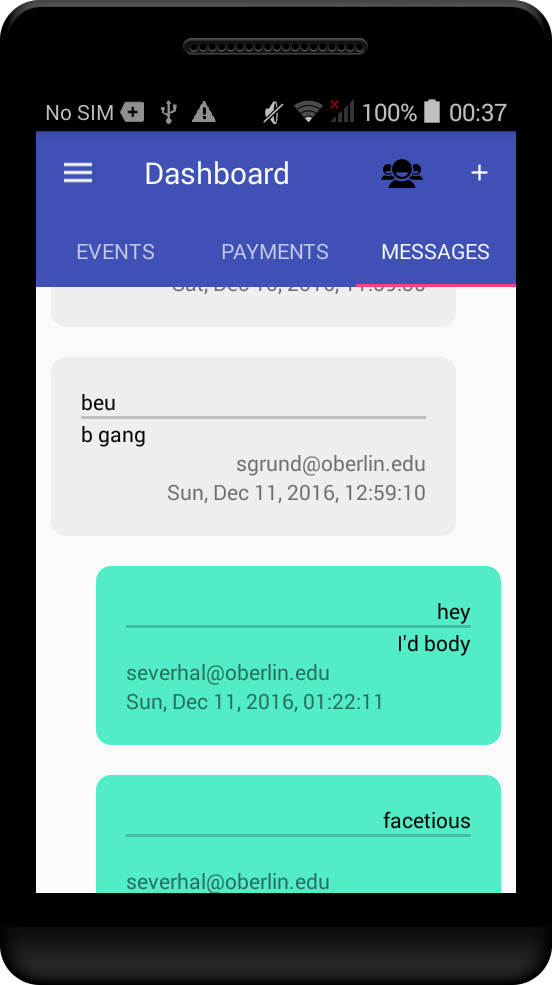 No SIM 100% 00:37
Dashboard +
EVENTS PAYMENTS MESSAGES
beu
b gang
sgrund@oberlin.edu
Sun, Dec 11, 2016, 12:59:10
hey
I'd body
severhal@oberlin.edu
Sun, Dec 11, 2016, 01:22:11
facetious
severhal@oberlin.edu